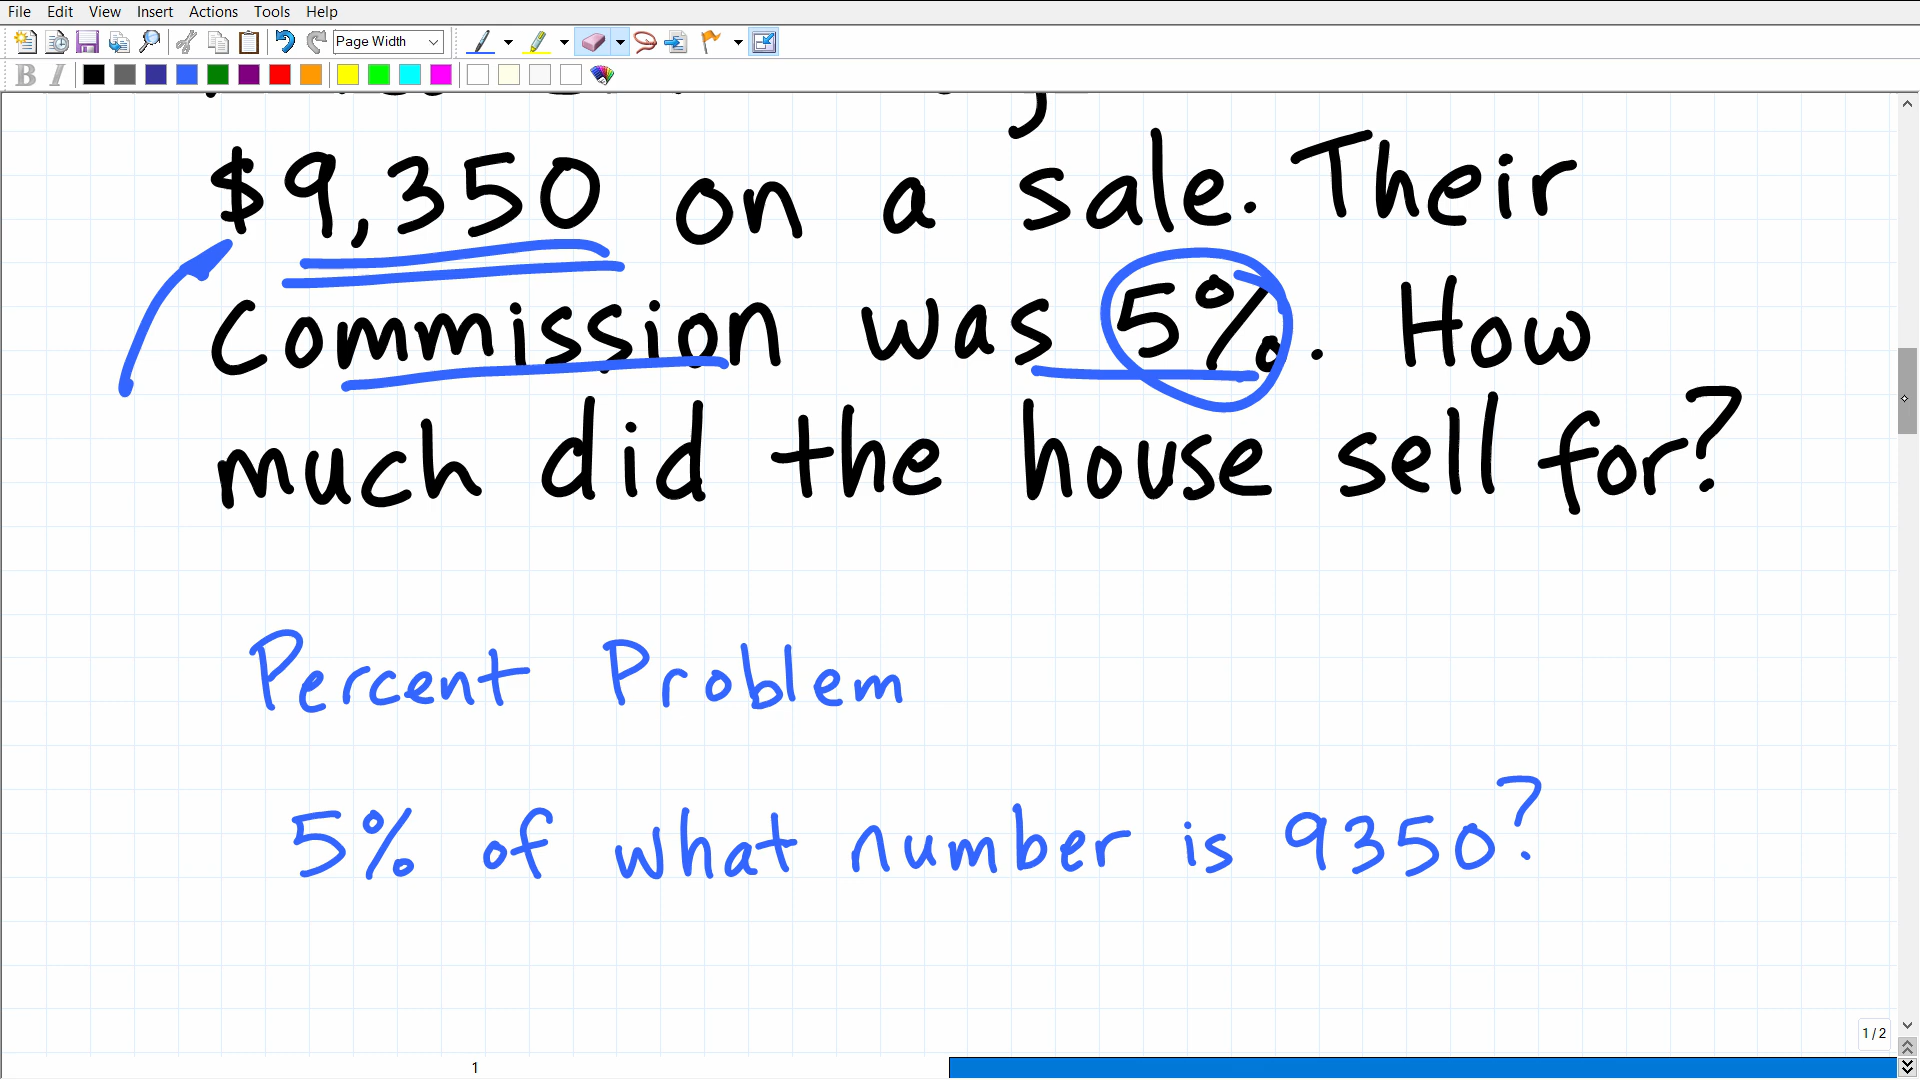 File Edit View Insert Actions Tools Help
Page Width
B I
$9,350 on a sale. Their
Commission was 5%. How
much did the house sell for?
Percent Problem
5% of what number is 9350?
1 / 2
1